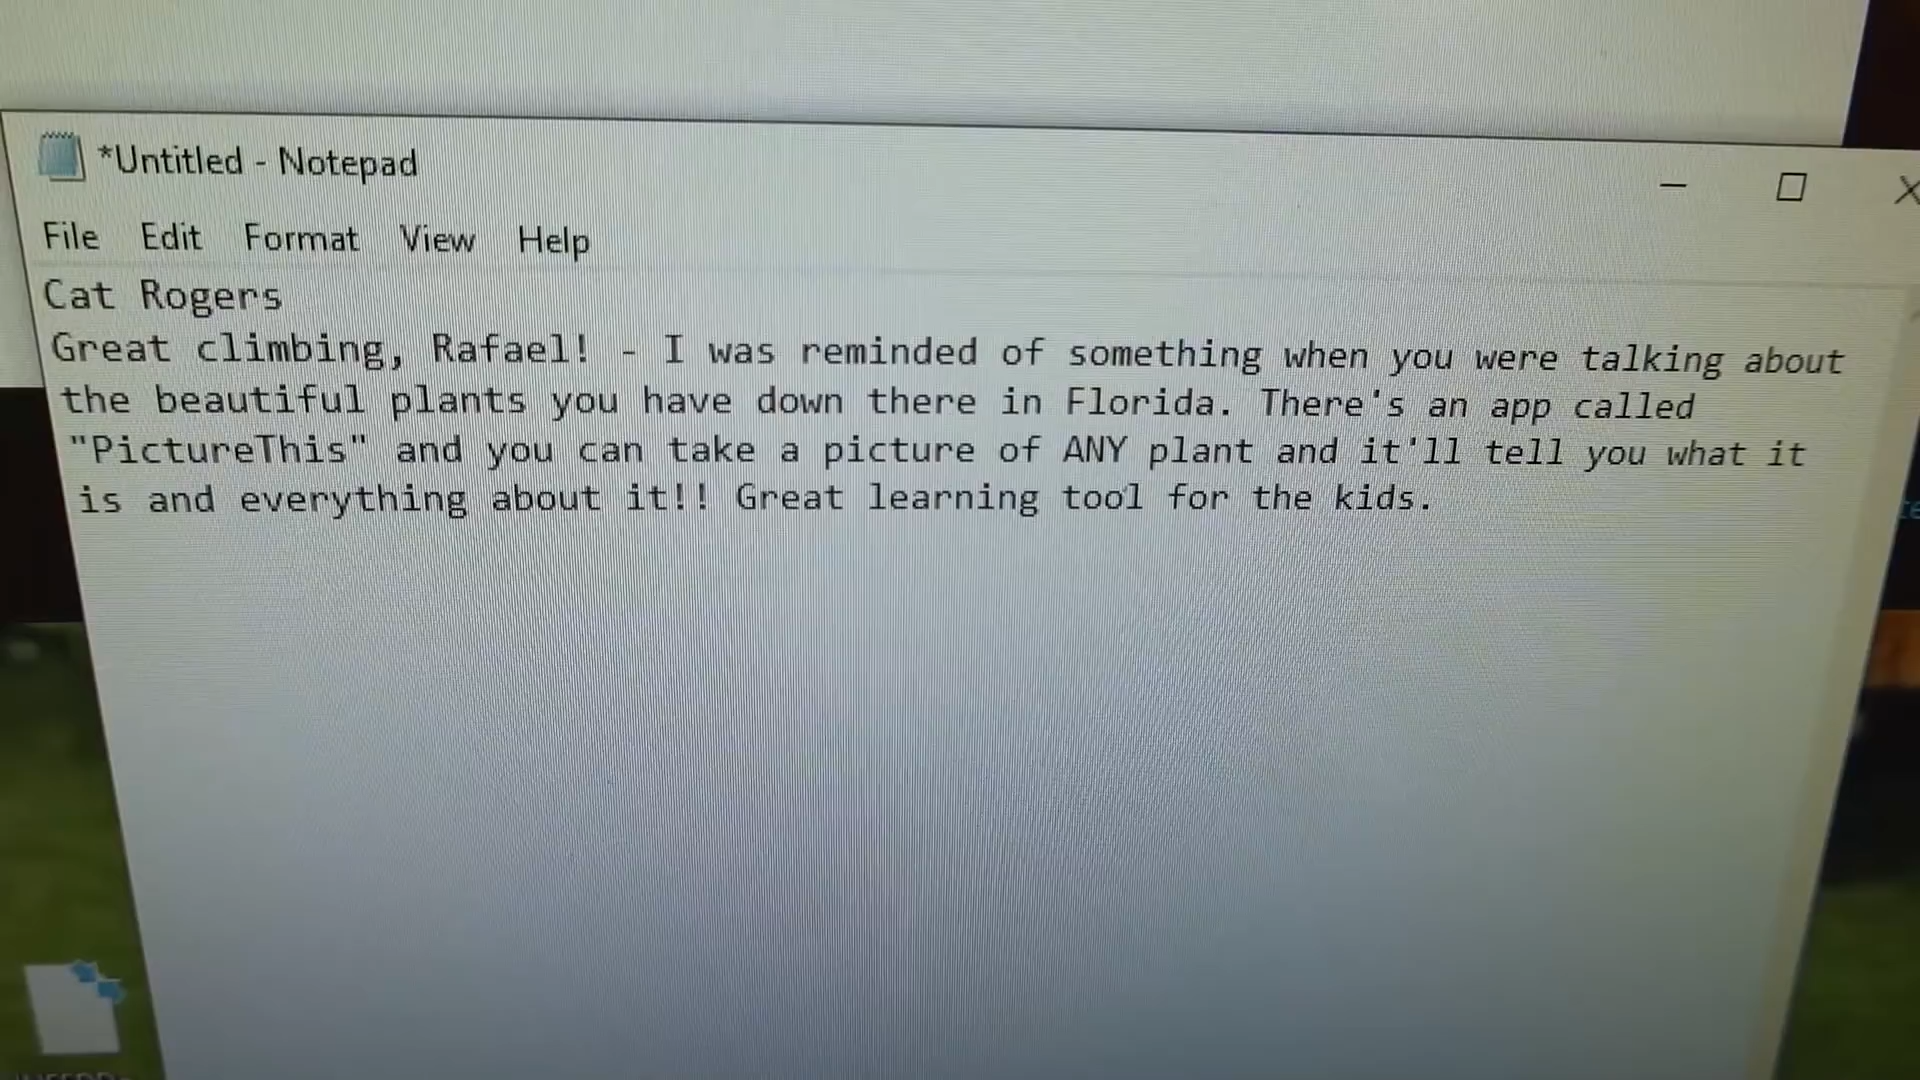 *Untitled - Notepad
File Edit Format View Help
Cat Rogers
Great climbing, Rafael! - I was reminded of something when you were talking about
the beautiful plants you have down there in Florida. There's an app called
"PictureThis" and you can take a picture of ANY plant and it'll tell you what it
is and everything about it!! Great learning tool for the kids.